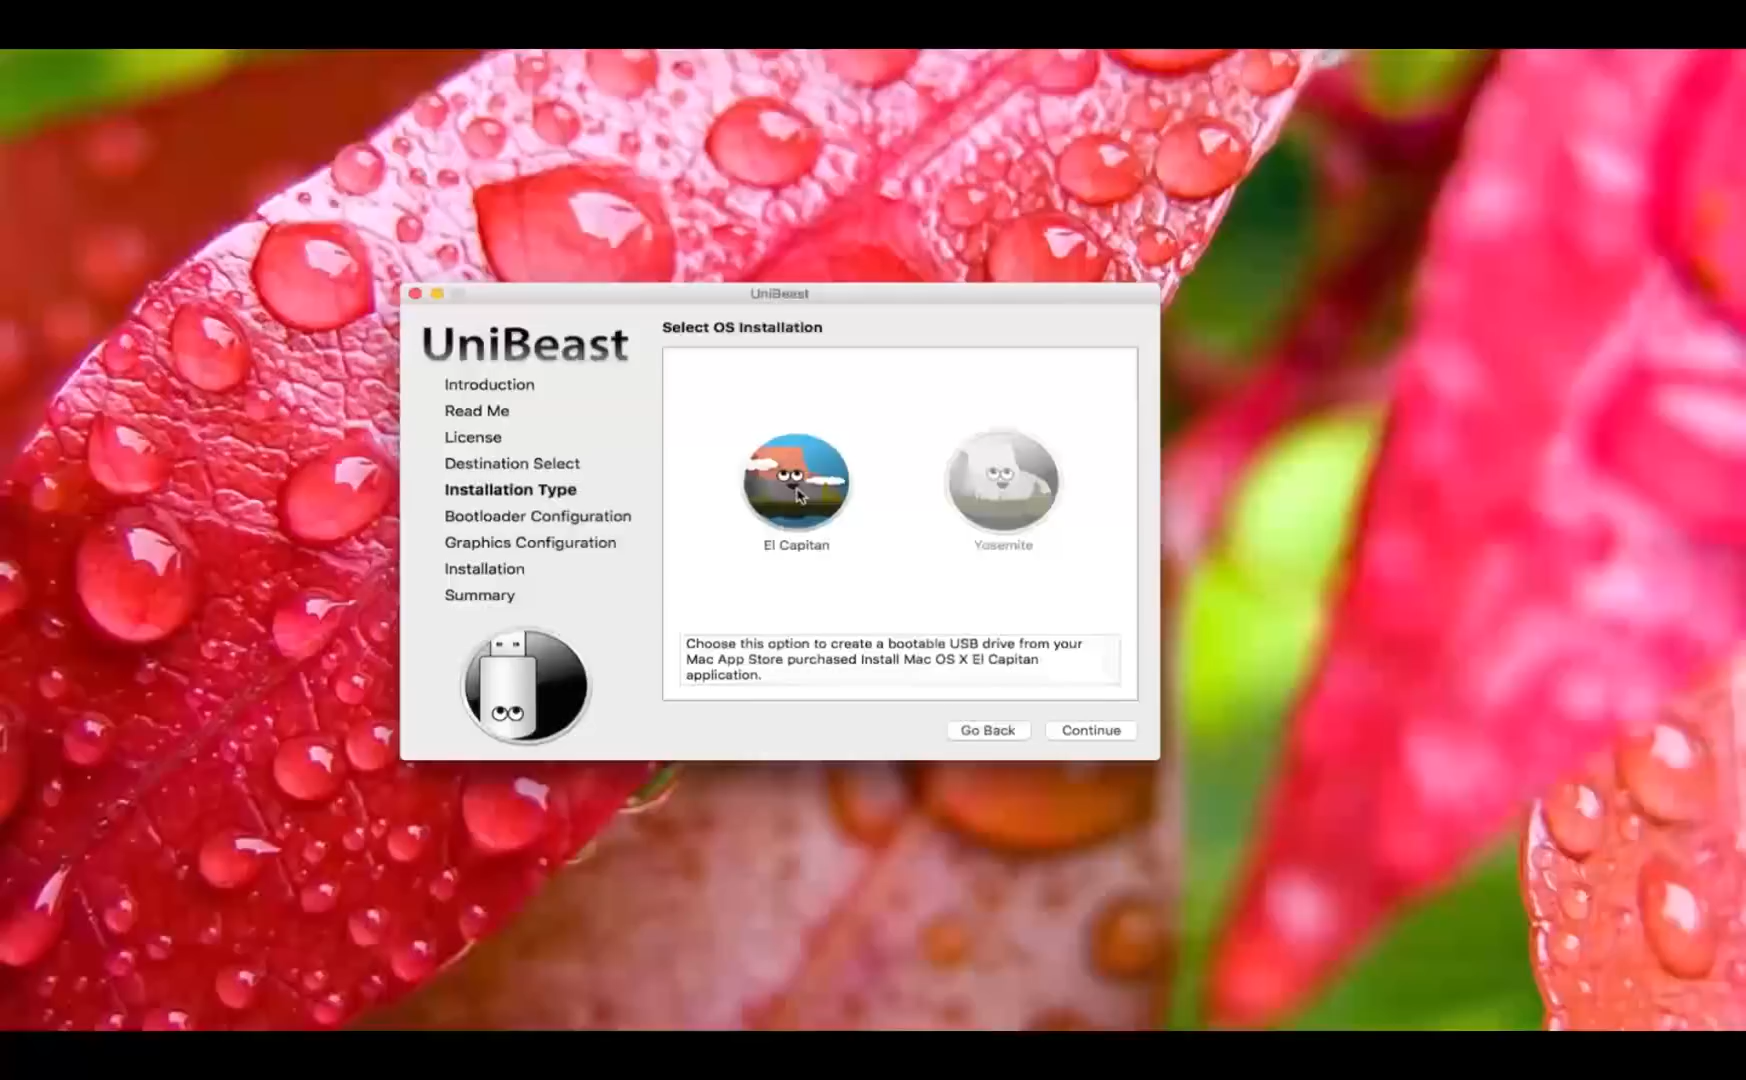 UniBeast
UniBeast
Select OS Installation
Introduction
Read Me
License
Destination Select
Installation Type
Bootloader Configuration
Graphics Configuration
Installation
Summary
El Capitan
Yosemite
Choose this option to create a bootable USB drive from your
Mac App Store purchased Install Mac OS X El Capitan
application.
Go Back
Continue